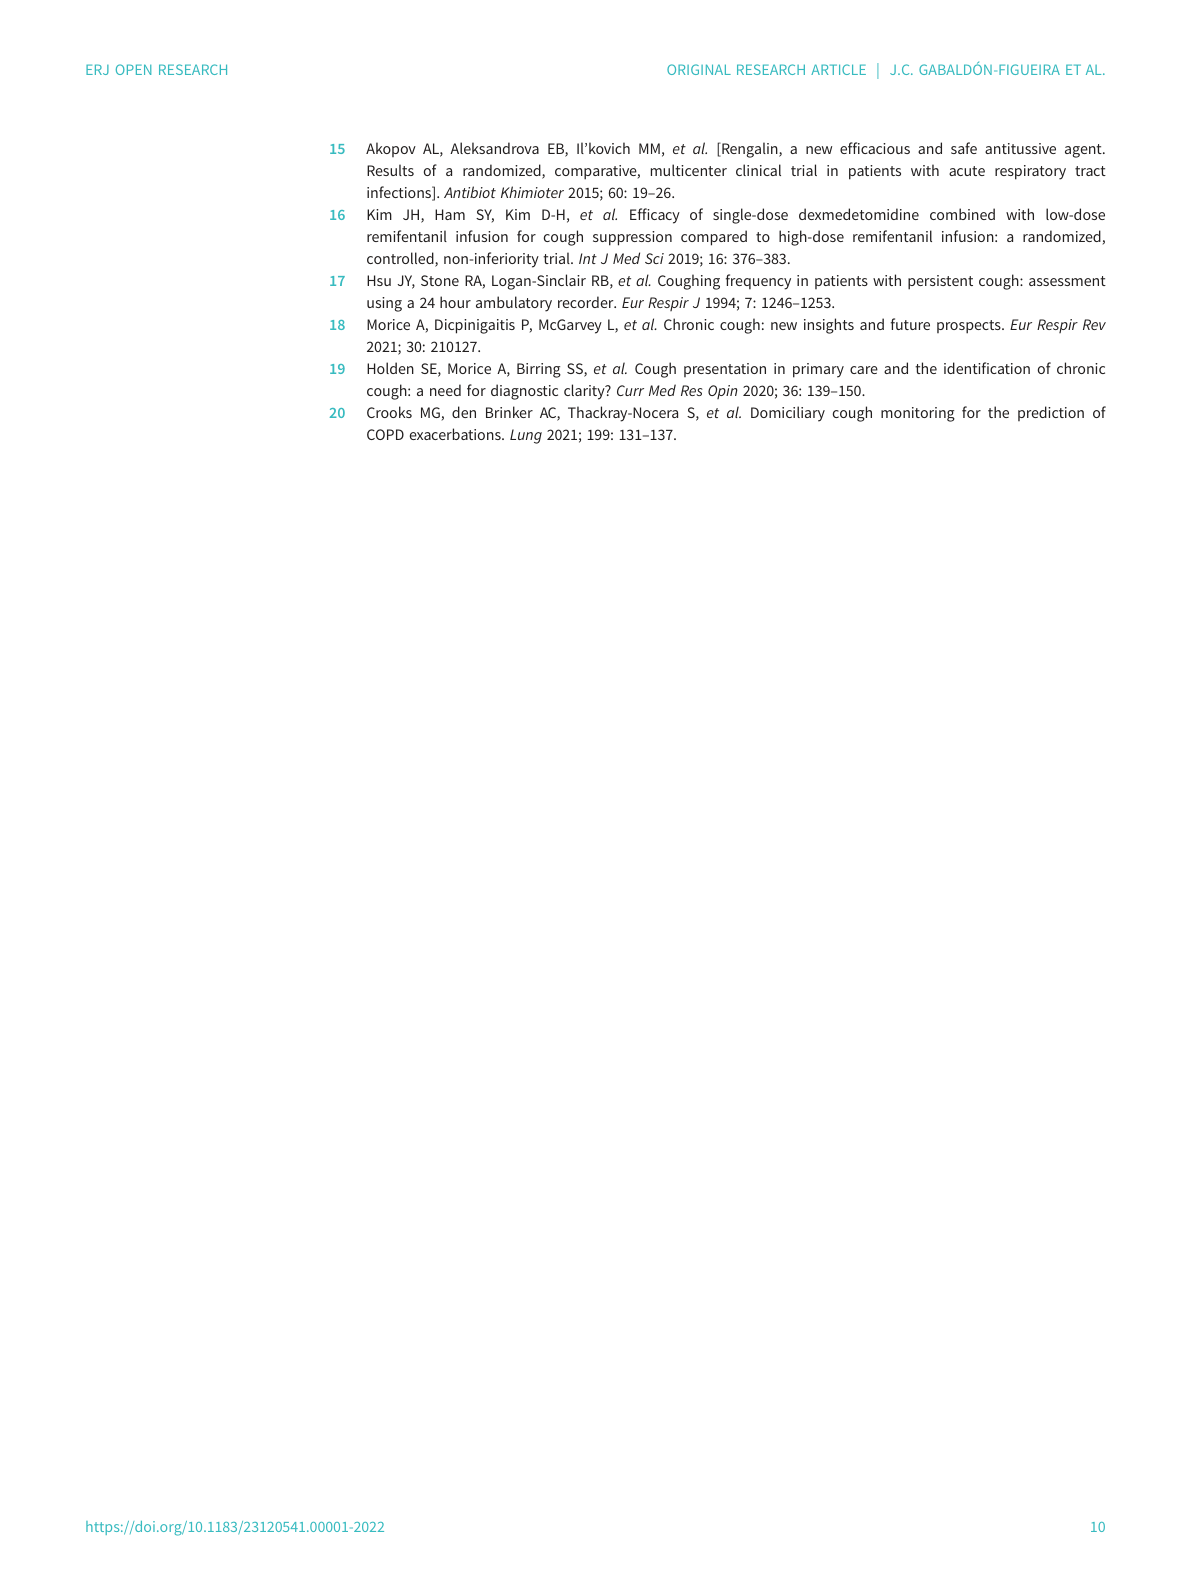 ERJ OPEN RESEARCH
ORIGINAL RESEARCH ARTICLE | J.C. GABALDÓN-FIGUEIRA ET AL.
15 Akopov AL, Aleksandrova EB, Il’kovich MM, et al. [Rengalin, a new efficacious and safe antitussive agent.
Results of a randomized, comparative, multicenter clinical trial in patients with acute respiratory tract
infections]. Antibiot Khimioter 2015; 60: 19–26.
16 Kim JH, Ham SY, Kim D-H, et al. Efficacy of single-dose dexmedetomidine combined with low-dose
remifentanil infusion for cough suppression compared to high-dose remifentanil infusion: a randomized,
controlled, non-inferiority trial. Int J Med Sci 2019; 16: 376–383.
17 Hsu JY, Stone RA, Logan-Sinclair RB, et al. Coughing frequency in patients with persistent cough: assessment
using a 24 hour ambulatory recorder. Eur Respir J 1994; 7: 1246–1253.
18 Morice A, Dicpinigaitis P, McGarvey L, et al. Chronic cough: new insights and future prospects. Eur Respir Rev
2021; 30: 210127.
19 Holden SE, Morice A, Birring SS, et al. Cough presentation in primary care and the identification of chronic
cough: a need for diagnostic clarity? Curr Med Res Opin 2020; 36: 139–150.
20 Crooks MG, den Brinker AC, Thackray-Nocera S, et al. Domiciliary cough monitoring for the prediction of
COPD exacerbations. Lung 2021; 199: 131–137.
https://doi.org/10.1183/23120541.00001-2022
10